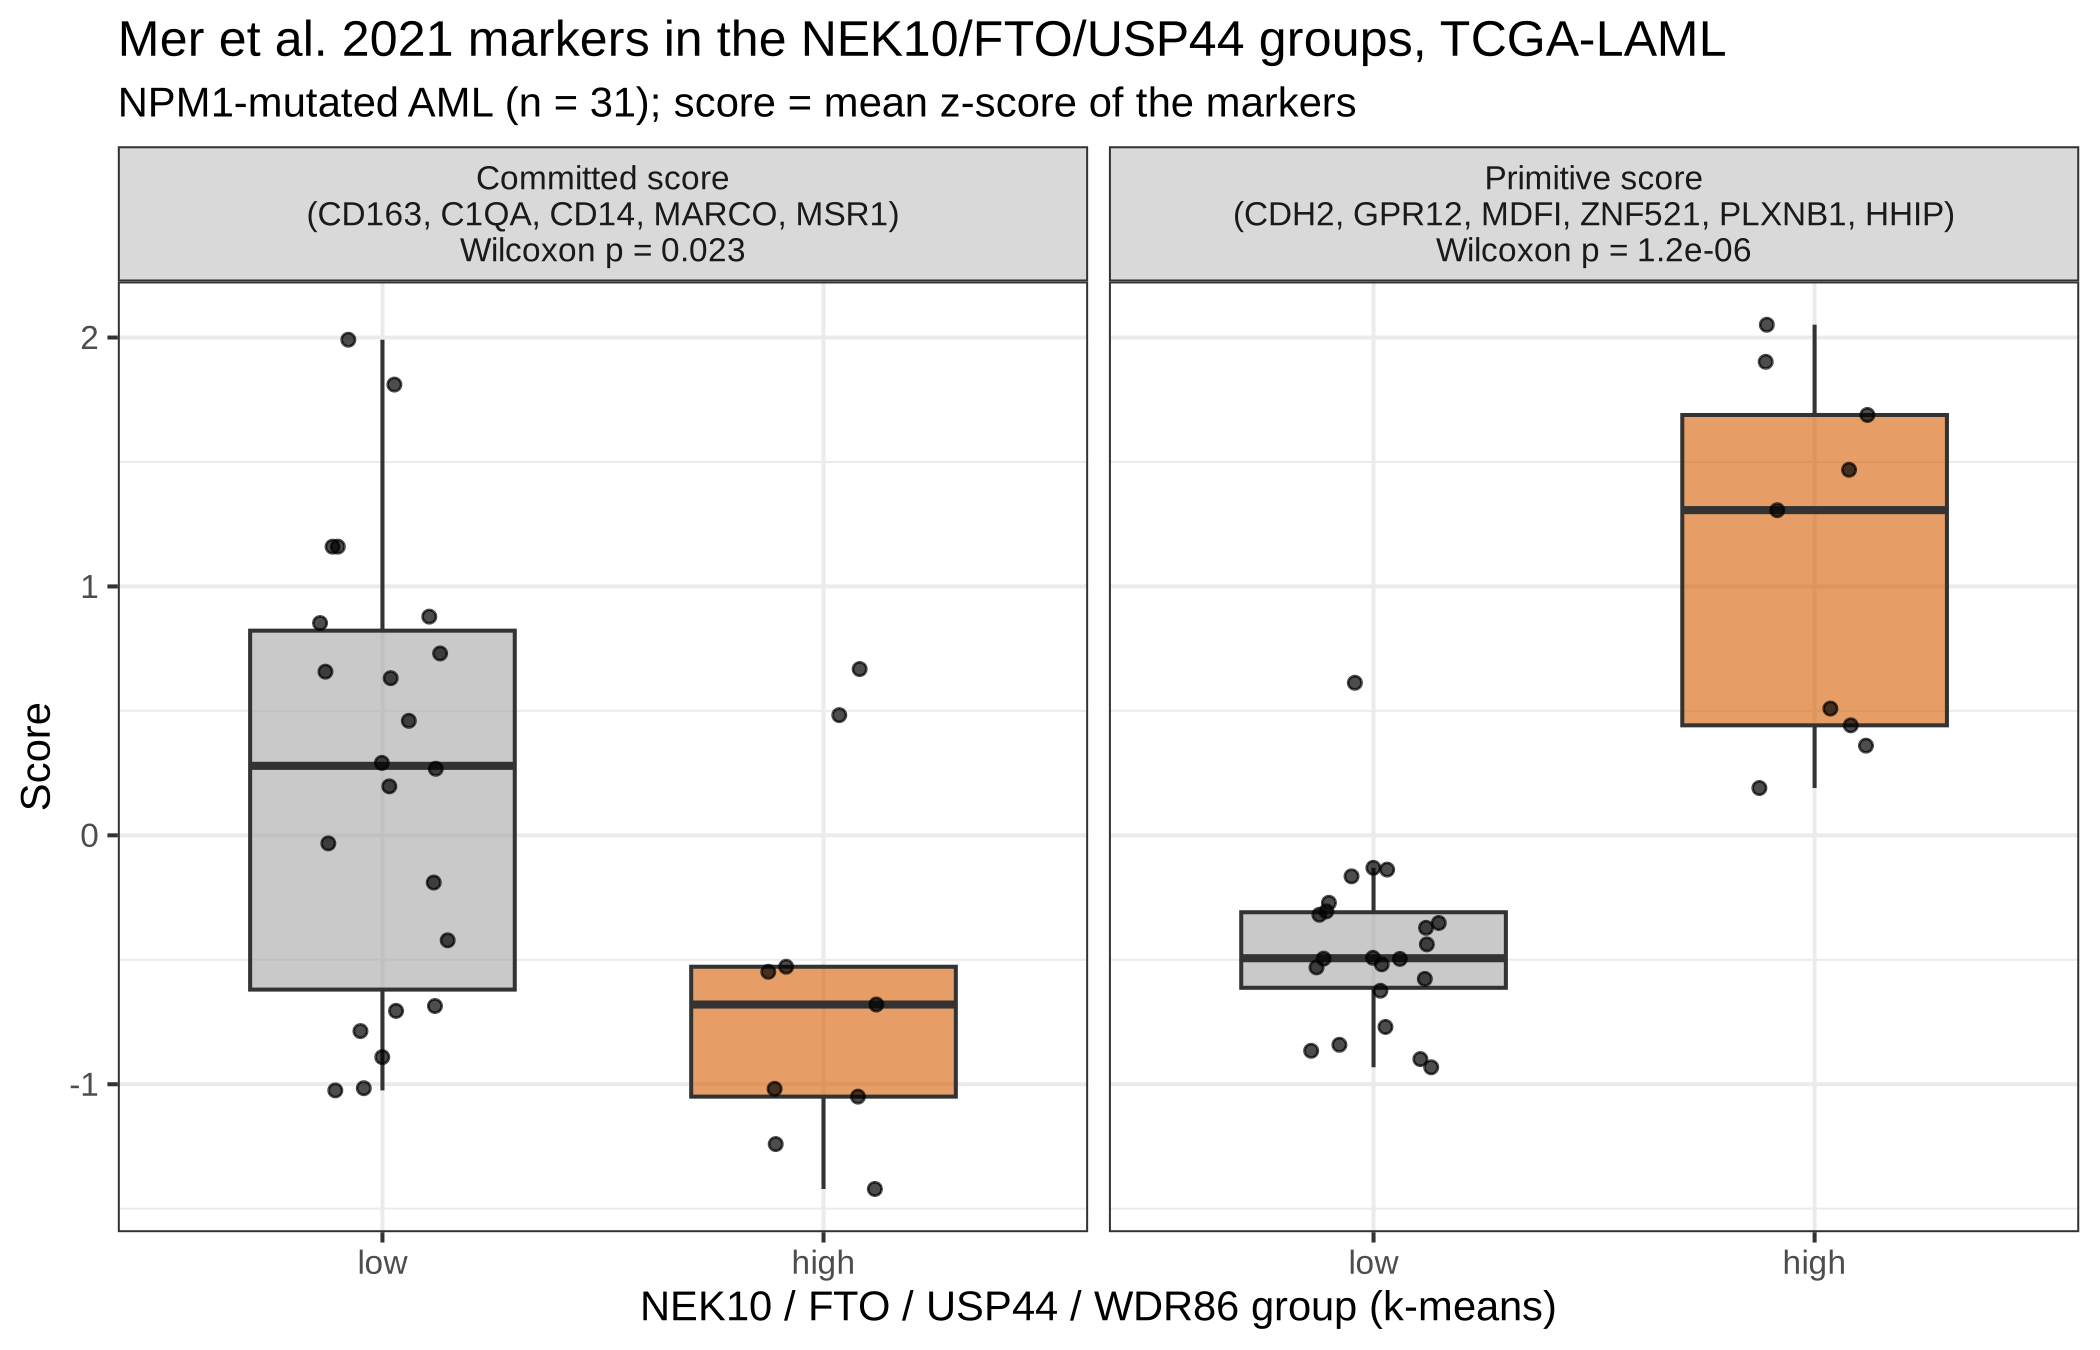 Mer et al. 2021 markers in the NEK10/FTO/USP44 groups, TCGA-LAML
NPM1-mutated AML (n = 31); score = mean z-score of the markers
Committed score
(CD163, C1QA, CD14, MARCO, MSR1)
Wilcoxon p = 0.023
Primitive score
(CDH2, GPR12, MDFI, ZNF521, PLXNB1, HHIP)
Wilcoxon p = 1.2e-06
Score
2
1
0
-1
low
high
low
high
NEK10 / FTO / USP44 / WDR86 group (k-means)